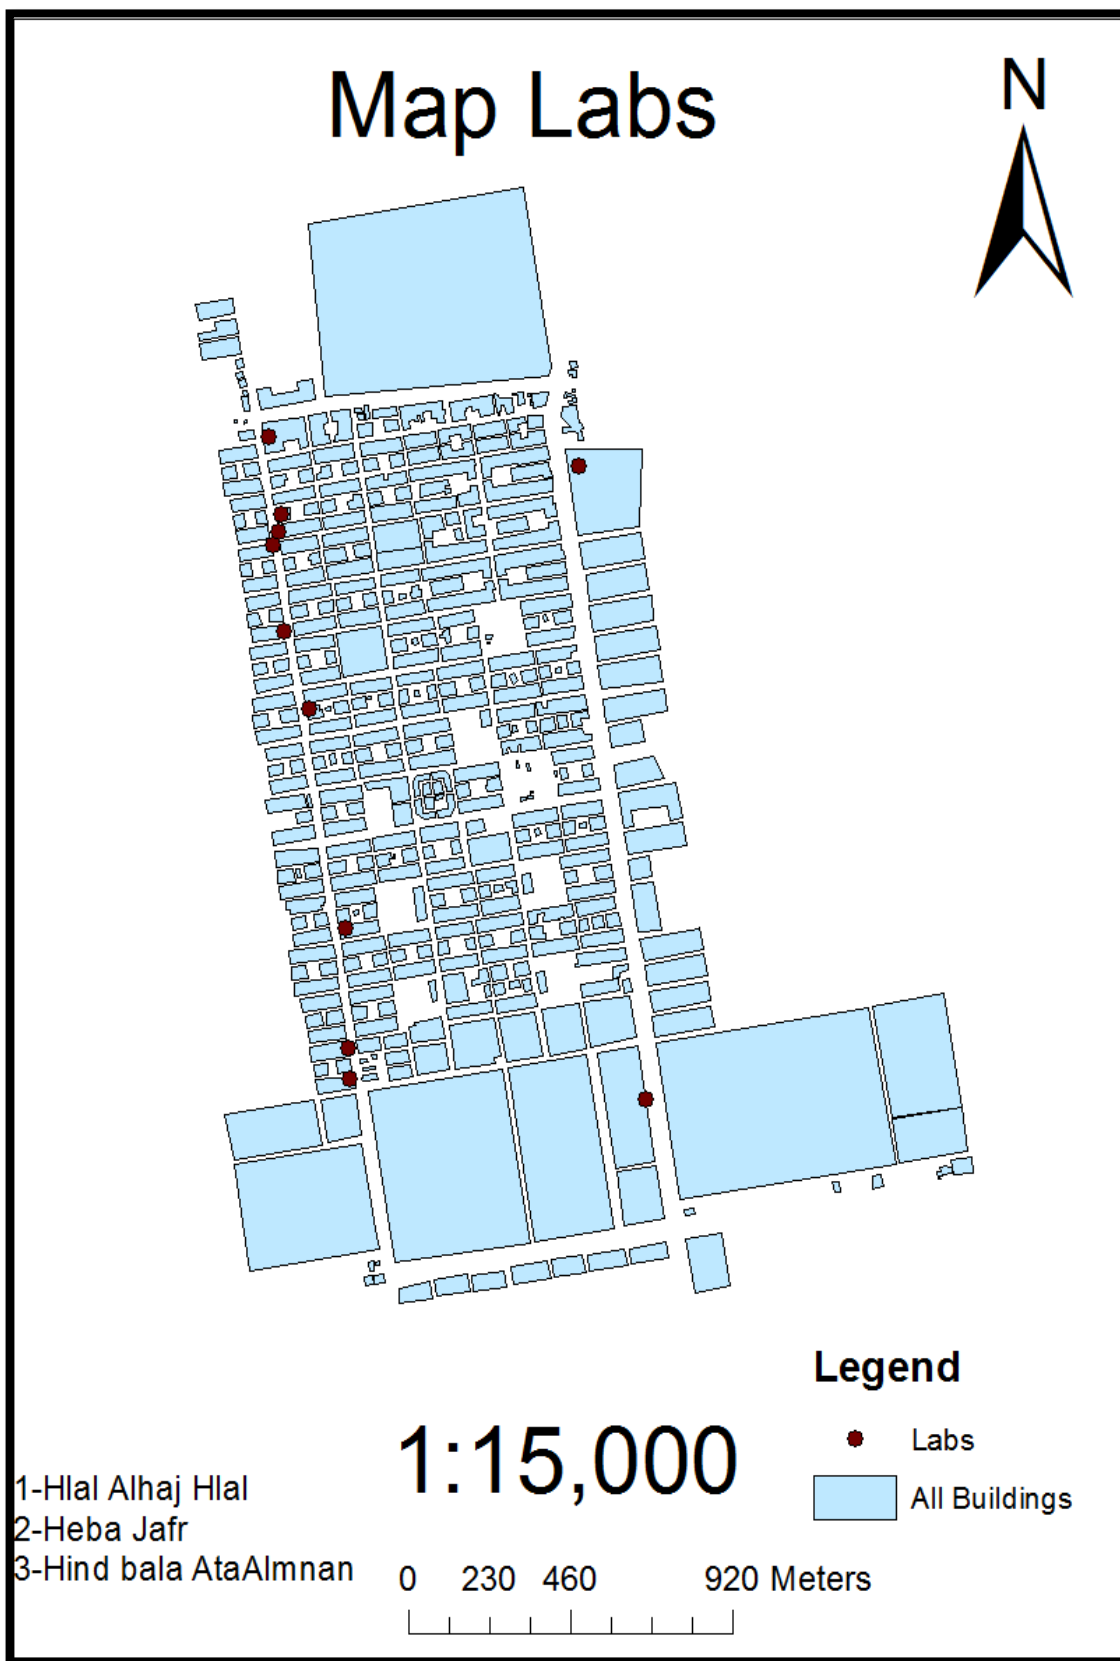 Map Labs
N
Legend
Labs
All Buildings
1:15,000
1-Hlal Alhaj Hlal
2-Heba Jafr
3-Hind bala AtaAlmnan
0 230 460 920 Meters